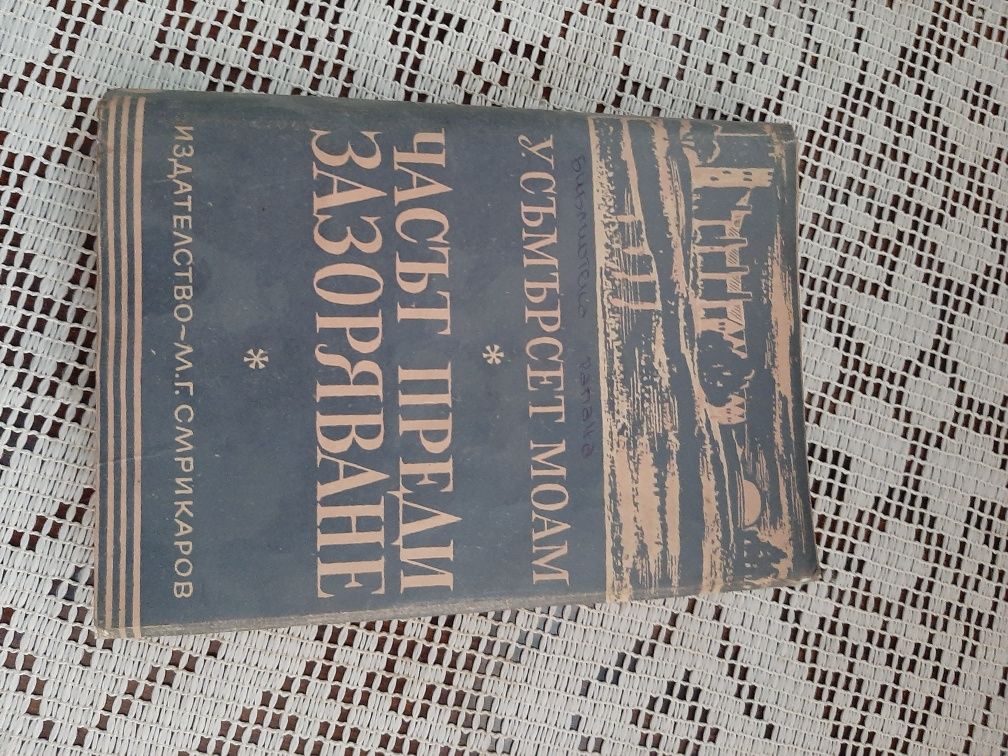 У. СЪМЪРСЕТ МОАМ
*
ЧАСЪТ ПРЕДИ
ЗАЗОРЯВАНЕ
*
ИЗДАТЕЛСТВО~М.Г. СМРИКАРОВ